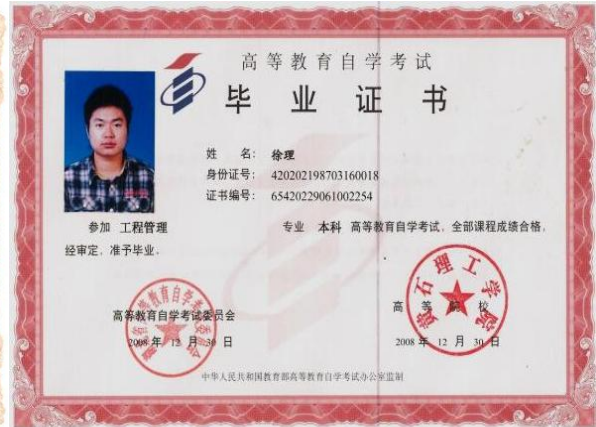 高等教育自学考试
毕业证书
姓 名： 徐理
身份证号： 420202198703160018
证书编号： 65420229061002254
参加 工程管理 专业 本科 高等教育自学考试，全部课程成绩合格，
经审定，准予毕业。
高等教育自学考试委员会 高等院校
2008 年 12 月 30 日 2008 年 12 月 30 日
石理工学院
中华人民共和国教育部高等教育自学考试办公室监制